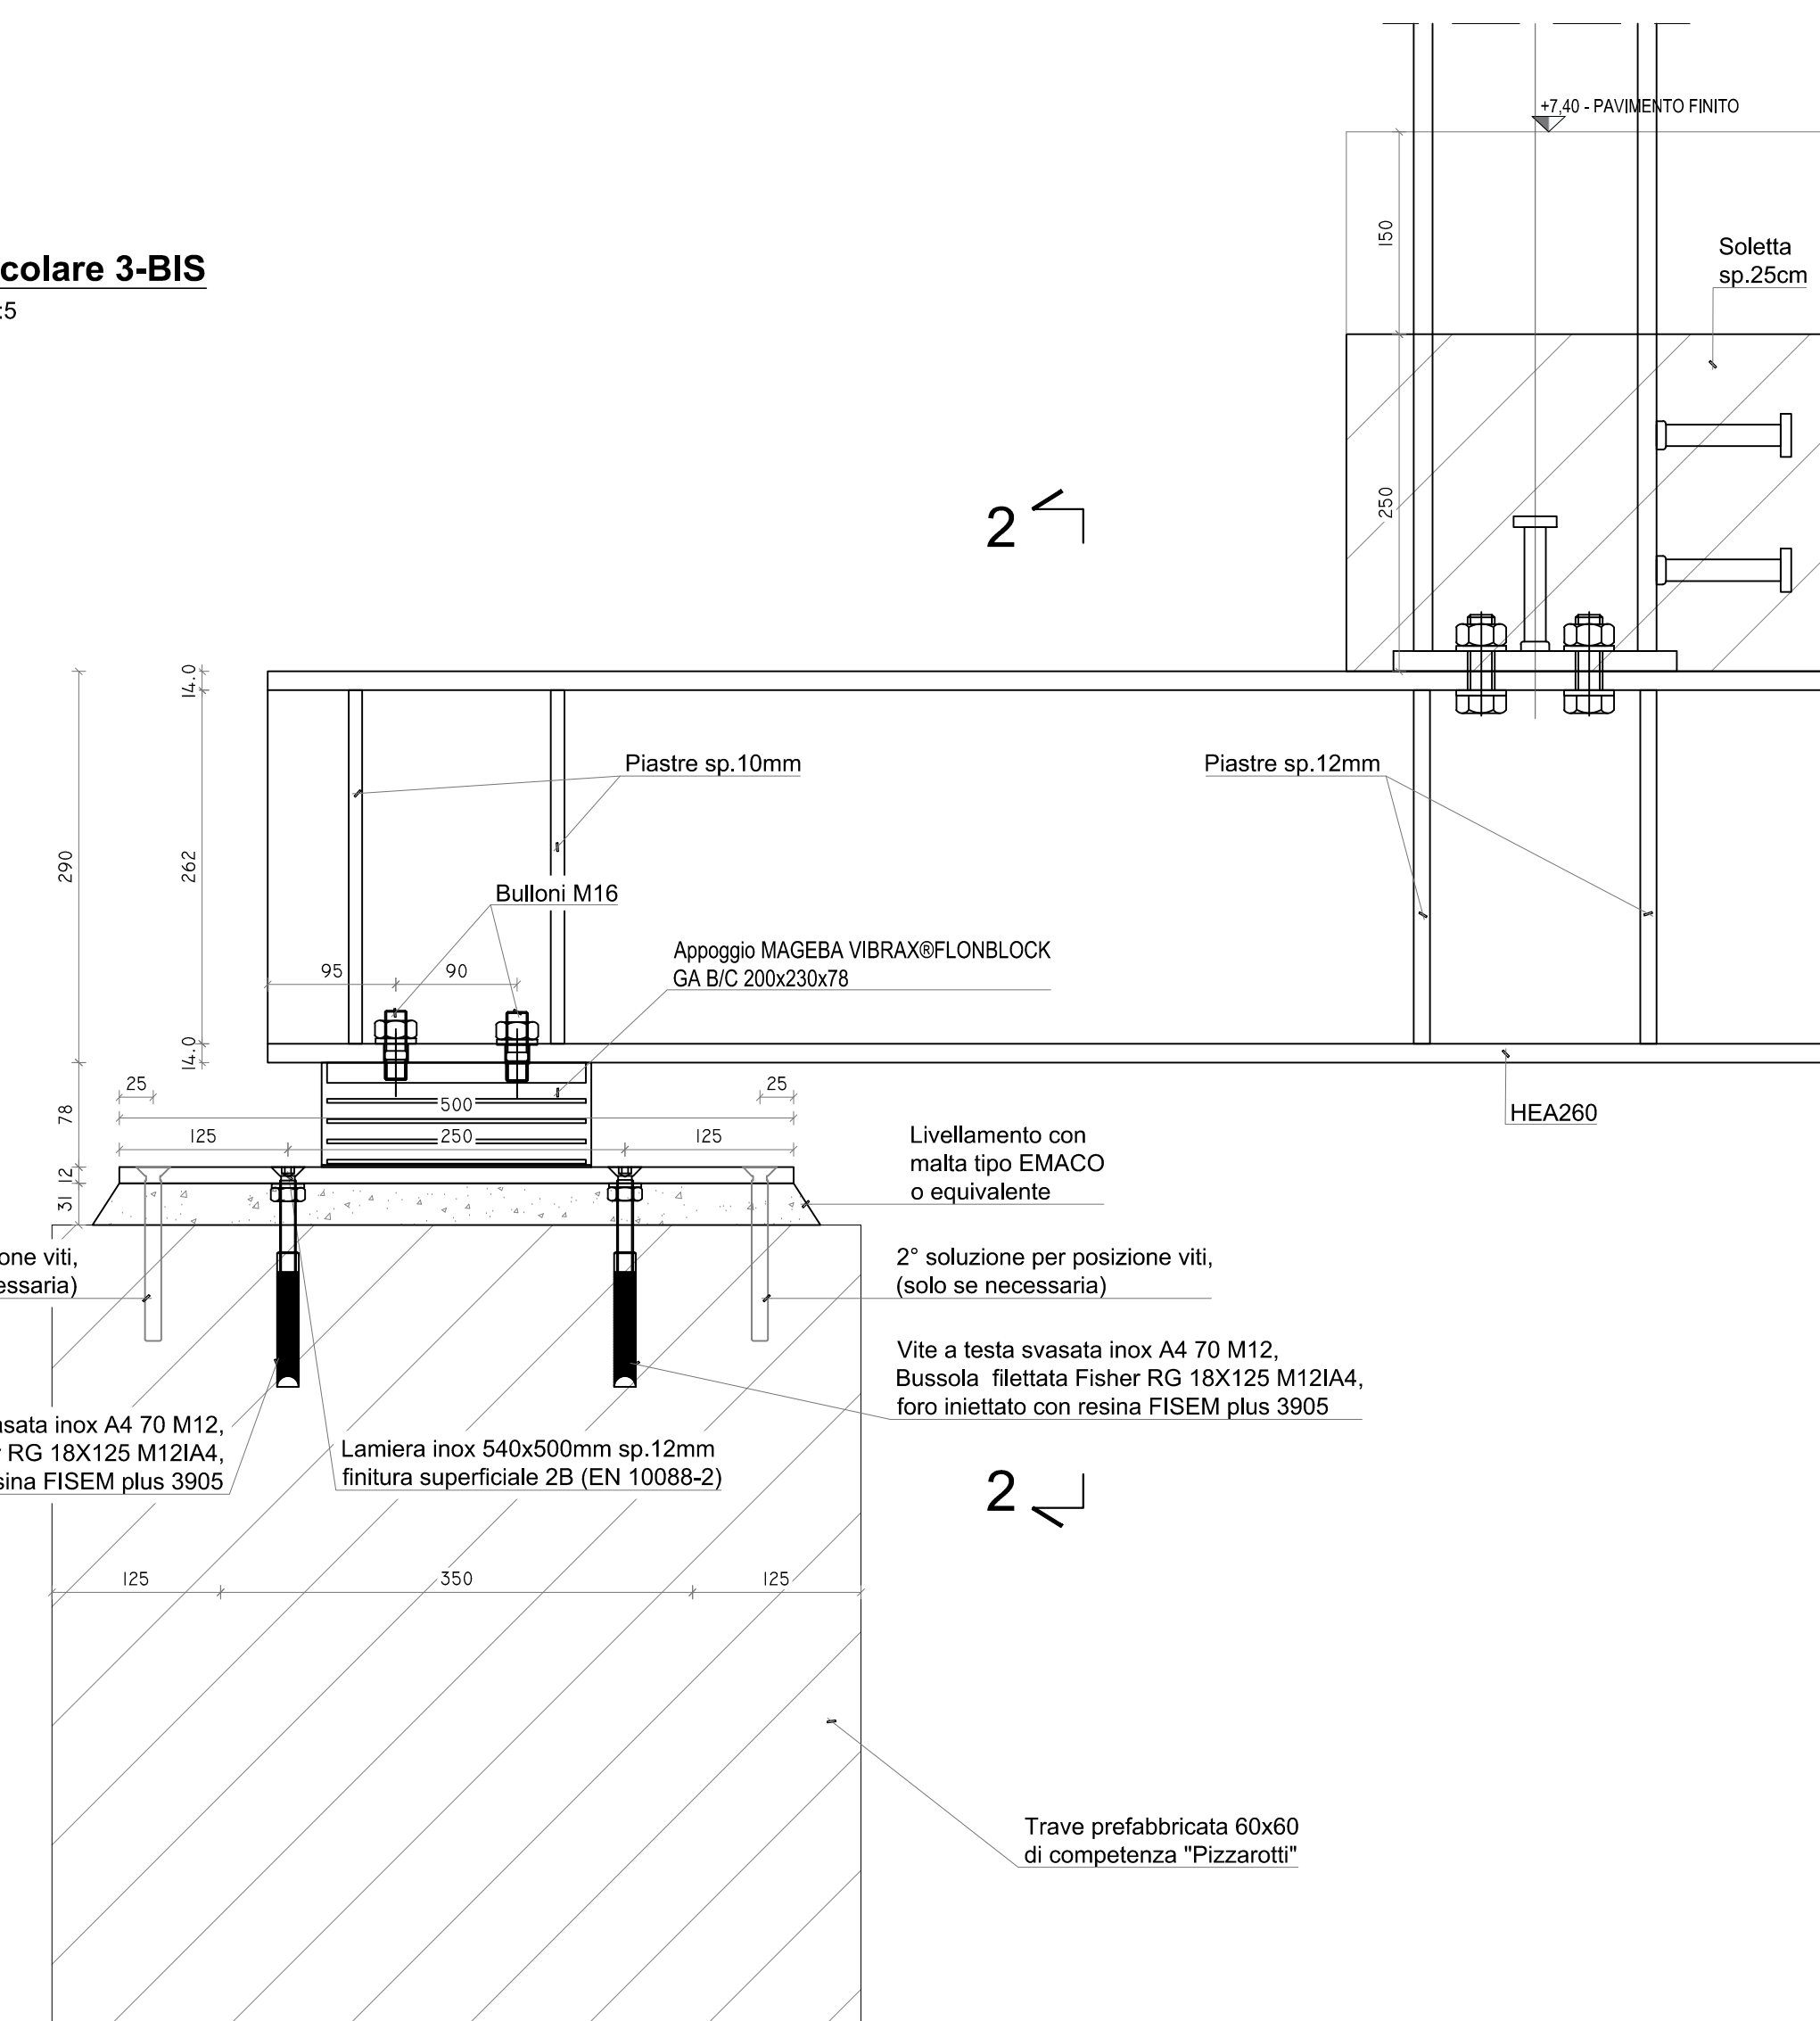 colare 3-BIS
:5
+7,40 - PAVIMENTO FINITO
150
Soletta
sp.25cm
250
2
14.0
290
262
14.0
Piastre sp.10mm
Piastre sp.12mm
Bulloni M16
95
90
Appoggio MAGEBA VIBRAX®FLONBLOCK
GA B/C 200x230x78
25
500
25
78
125
250
125
12
31
HEA260
Livellamento con
malta tipo EMACO
o equivalente
one viti,
essaria)
2° soluzione per posizione viti,
(solo se necessaria)
Vite a testa svasata inox A4 70 M12,
Bussola filettata Fisher RG 18X125 M12IA4,
foro iniettato con resina FISEM plus 3905
asata inox A4 70 M12,
r RG 18X125 M12IA4,
sina FISEM plus 3905
Lamiera inox 540x500mm sp.12mm
finitura superficiale 2B (EN 10088-2)
2
125
350
125
Trave prefabbricata 60x60
di competenza "Pizzarotti"